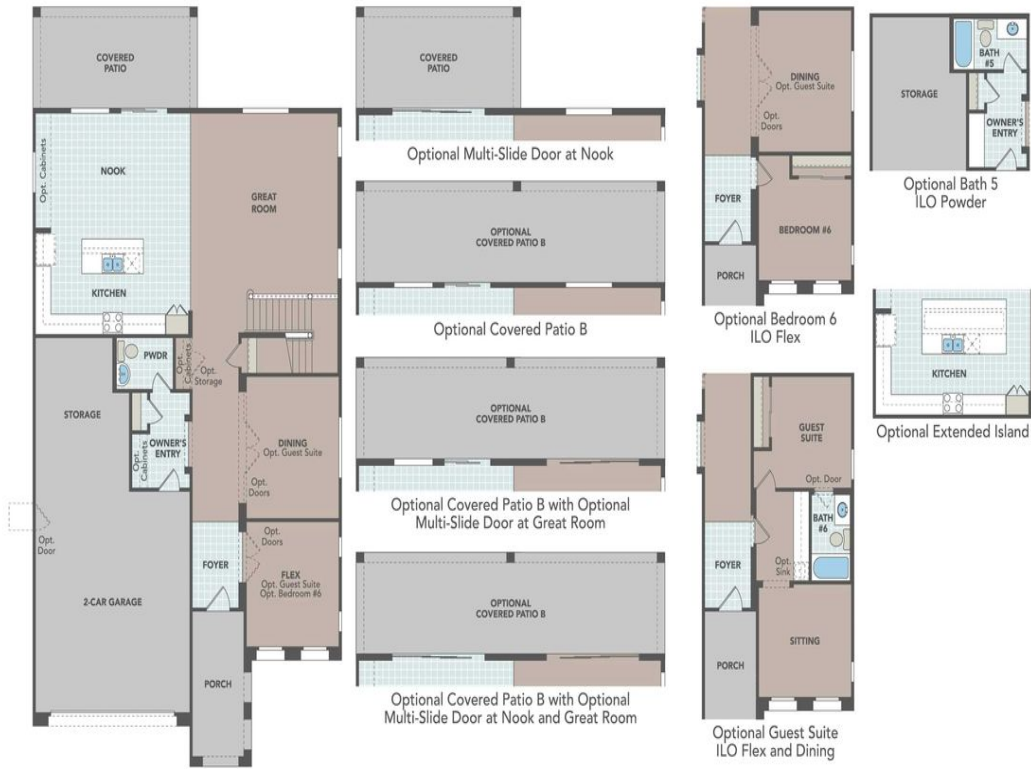 COVERED
PATIO
Opt. Cabinets
NOOK
GREAT
ROOM
KITCHEN
PWDR
Opt.
Cabinets
Opt.
Storage
STORAGE
OWNER'S
ENTRY
Opt.
Cabinets
DINING
Opt. Guest Suite
Opt.
Doors
Opt.
Door
2-CAR GARAGE
FOYER
Opt.
Doors
FLEX
Opt. Guest Suite
Opt. Bedroom #6
PORCH
COVERED
PATIO
Optional Multi-Slide Door at Nook
OPTIONAL
COVERED PATIO B
Optional Covered Patio B
OPTIONAL
COVERED PATIO B
Optional Covered Patio B with Optional
Multi-Slide Door at Great Room
OPTIONAL
COVERED PATIO B
Optional Covered Patio B with Optional
Multi-Slide Door at Nook and Great Room
DINING
Opt. Guest Suite
Opt.
Doors
FOYER
BEDROOM #6
PORCH
Optional Bedroom 6
ILO Flex
GUEST
SUITE
Opt. Door
BATH
#6
FOYER
Opt.
Sink
SITTING
PORCH
Optional Guest Suite
ILO Flex and Dining
STORAGE
BATH
#5
OWNER'S
ENTRY
Optional Bath 5
ILO Powder
KITCHEN
Optional Extended Island